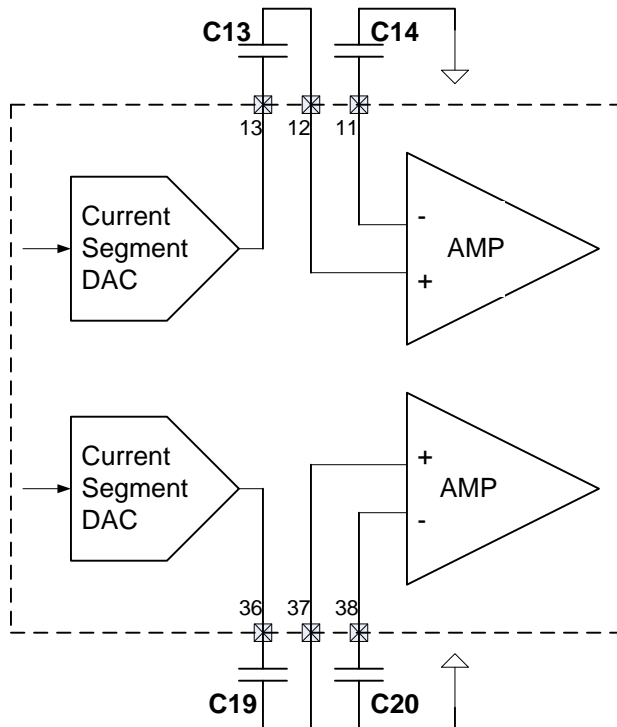 C13 C14
13 12 11
Current
Segment
DAC
-
AMP
+
Current
Segment
DAC
+
AMP
-
36 37 38
C19 C20